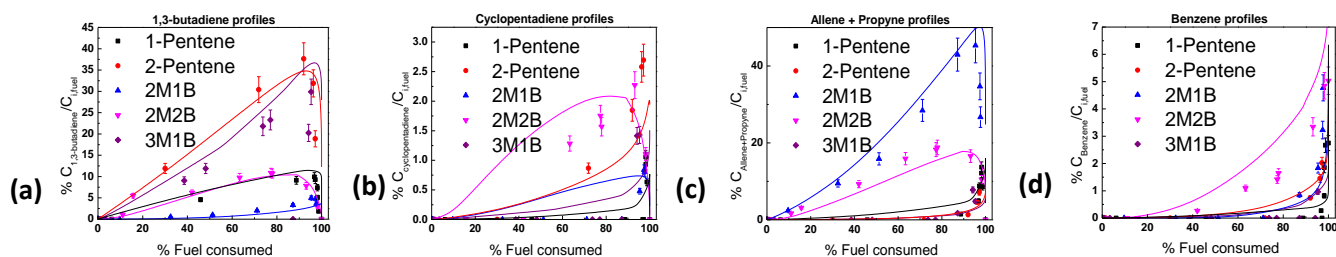 1,3-butadiene profiles
45
40
35
30
25
20
15
10
5
0
1-Pentene
2-Pentene
2M1B
2M2B
3M1B
% C1,3-butadiene/Ci,fuel
0 20 40 60 80 100
% Fuel consumed
(a)
Cyclopentadiene profiles
3.5
3.0
2.5
2.0
1.5
1.0
0.5
0.0
1-Pentene
2-Pentene
2M1B
2M2B
3M1B
% Ccyclopentadiene/Ci,fuel
0 20 40 60 80 100
% Fuel consumed
(b)
Allene + Propyne profiles
50
40
30
20
10
0
1-Pentene
2-Pentene
2M1B
2M2B
3M1B
% CAllene+Propyne/Ci,fuel
0 20 40 60 80 100
% Fuel consumed
(c)
Benzene profiles
7
6
5
4
3
2
1
0
1-Pentene
2-Pentene
2M1B
2M2B
3M1B
% CBenzene/Ci,fuel
0 20 40 60 80 100
% Fuel consumed
(d)